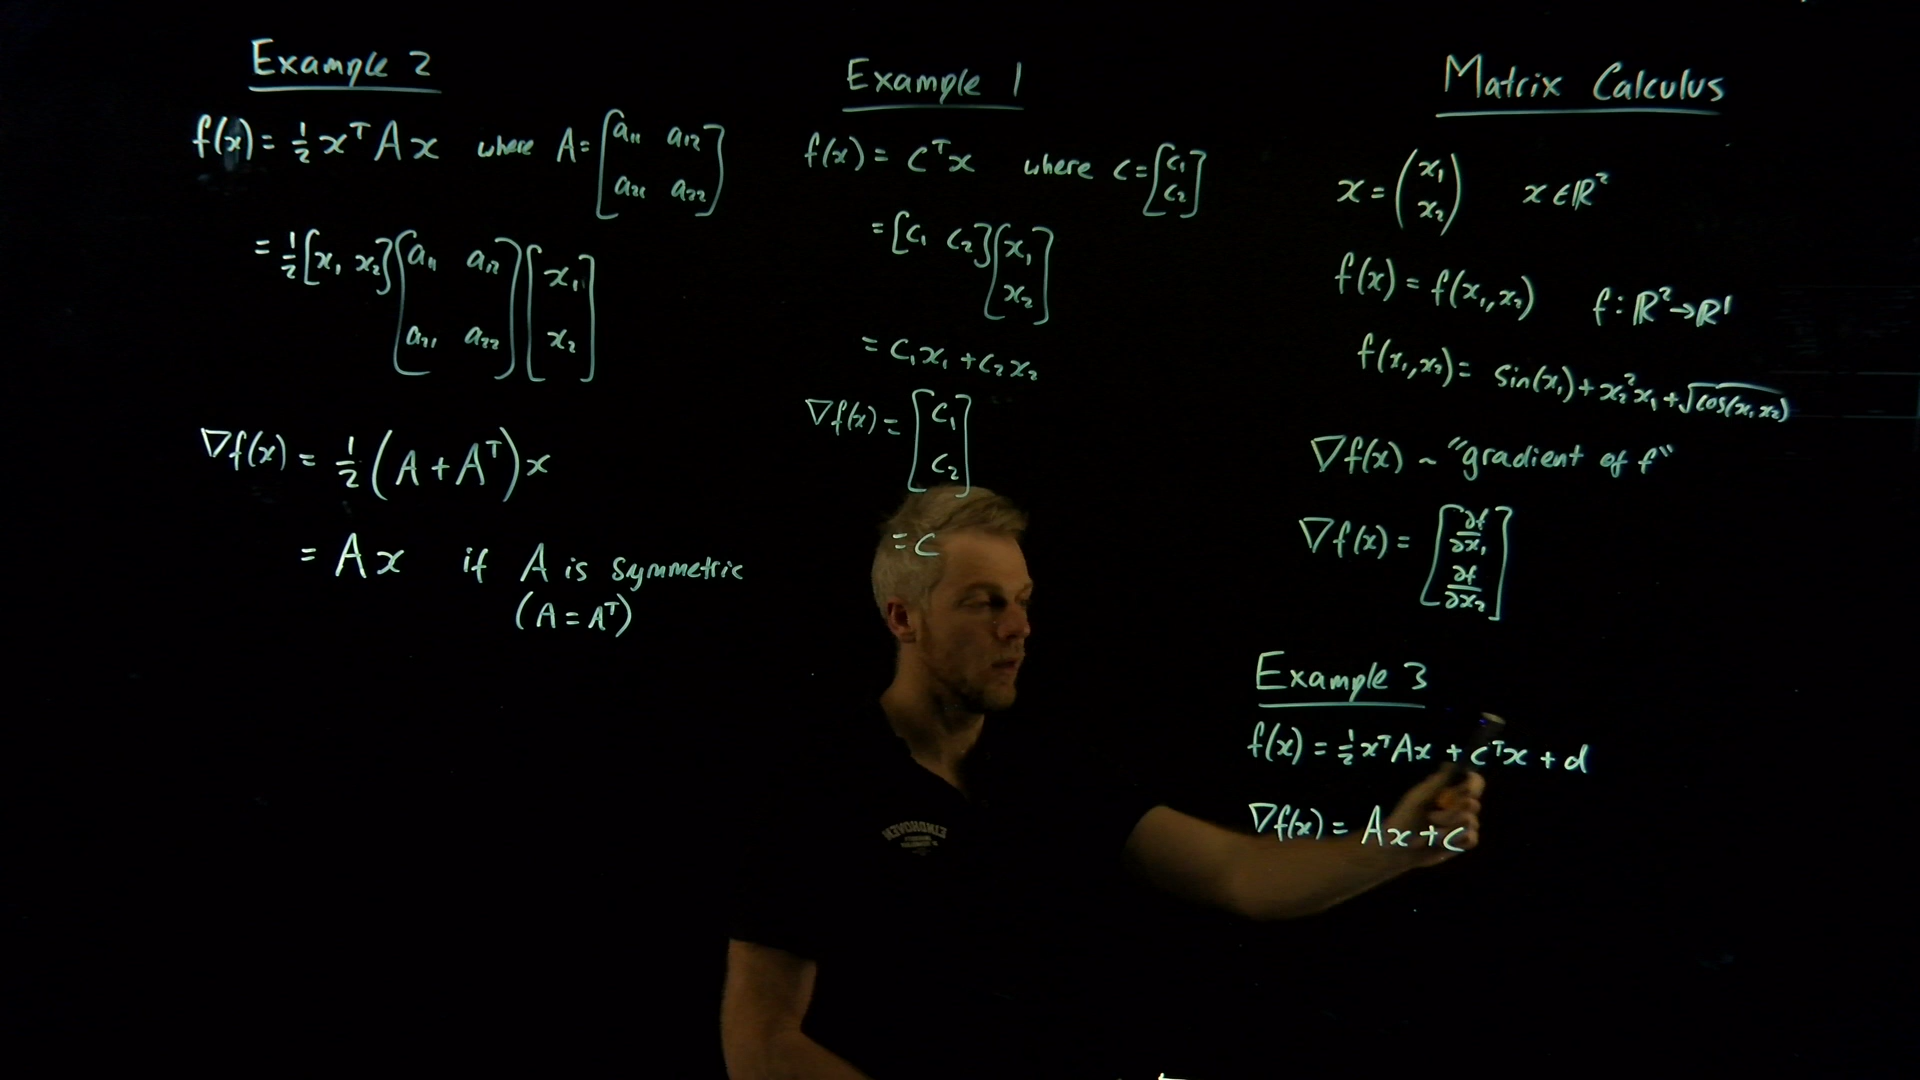 Example 2
f(x) = ½ xᵀ A x where A = [a₁₁ a₁₂
a₂₁ a₂₂]
= ½ [x₁ x₂] [a₁₁ a₁₂
a₂₁ a₂₂] [x₁
x₂]
∇f(x) = ½ (A + Aᵀ) x
= A x if A is symmetric
(A = Aᵀ)
Example 1
f(x) = cᵀx where c = [c₁
c₂]
= [c₁ c₂] [x₁
x₂]
= c₁x₁ + c₂x₂
∇f(x) = [c₁
c₂]
= c
Matrix Calculus
x = (x₁
x₂) x ∈ ℝ²
f(x) = f(x₁, x₂) f: ℝ² → ℝ¹
f(x₁, x₂) = sin(x₁) + x₂²x₁ + √cos(x₁ x₂)
∇f(x) ~ "gradient of f"
∇f(x) = [∂f/∂x₁
∂f/∂x₂]
Example 3
f(x) = ½ xᵀAx + cᵀx + d
∇f(x) = Ax + c
EINDHOVEN